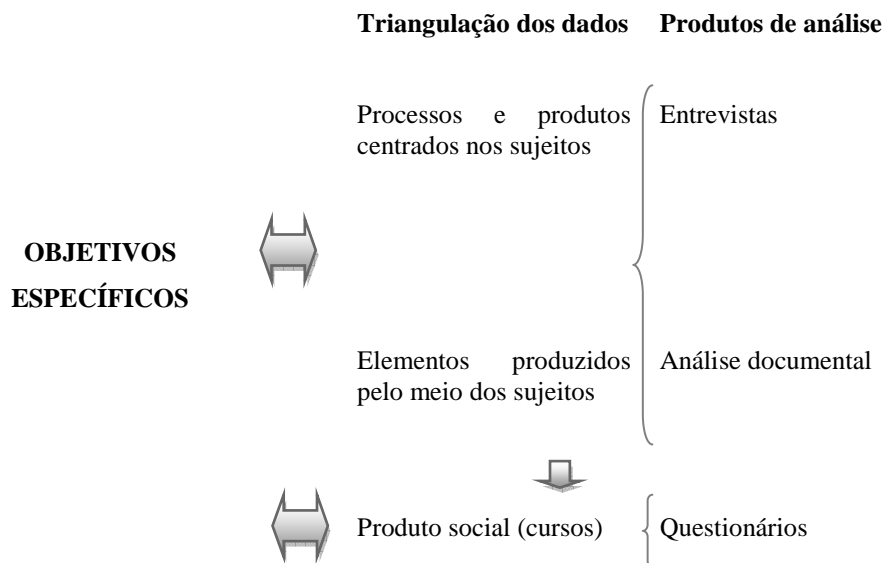 Triangulação dos dados Produtos de análise
Processos e produtos Entrevistas
centrados nos sujeitos
OBJETIVOS
ESPECÍFICOS
Elementos produzidos Análise documental
pelo meio dos sujeitos
Produto social (cursos) Questionários